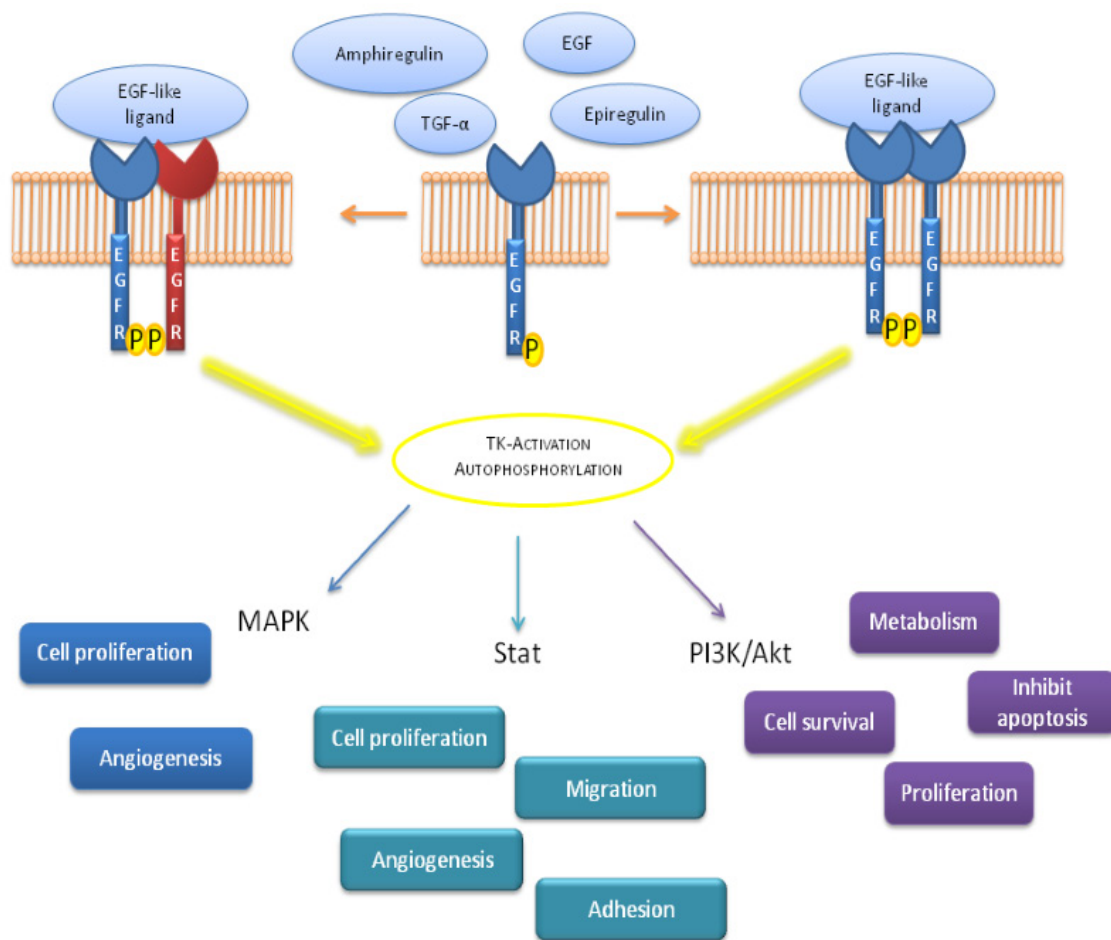 EGF-like
ligand
Amphiregulin
EGF
TGF-α
Epiregulin
EGF-like
ligand
E
G
F
R
E
G
F
R
P
P
E
G
F
R
P
E
G
F
R
E
G
F
R
P
P
TK-ACTIVATION
AUTOPHOSPHORYLATION
MAPK
Stat
PI3K/Akt
Cell proliferation
Angiogenesis
Cell proliferation
Migration
Angiogenesis
Adhesion
Metabolism
Inhibit
apoptosis
Cell survival
Proliferation